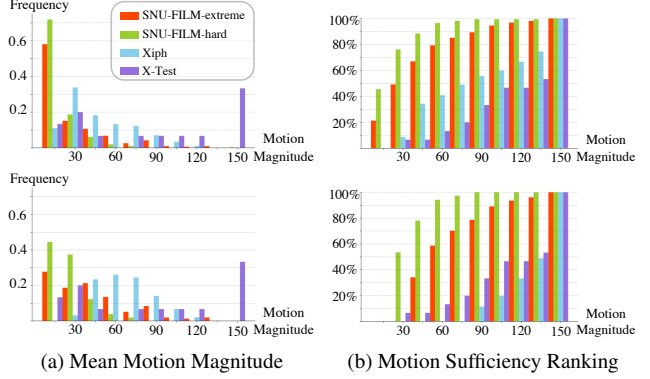 Frequency
0.6
0.4
0.2
SNU-FILM-extreme
SNU-FILM-hard
Xiph
X-Test
30 60 90 120 150
Motion
Magnitude
100%
80%
60%
40%
20%
30 60 90 120 150
Motion
Magnitude
Frequency
0.6
0.4
0.2
30 60 90 120 150
Motion
Magnitude
100%
80%
60%
40%
20%
30 60 90 120 150
Motion
Magnitude
(a) Mean Motion Magnitude
(b) Motion Sufficiency Ranking